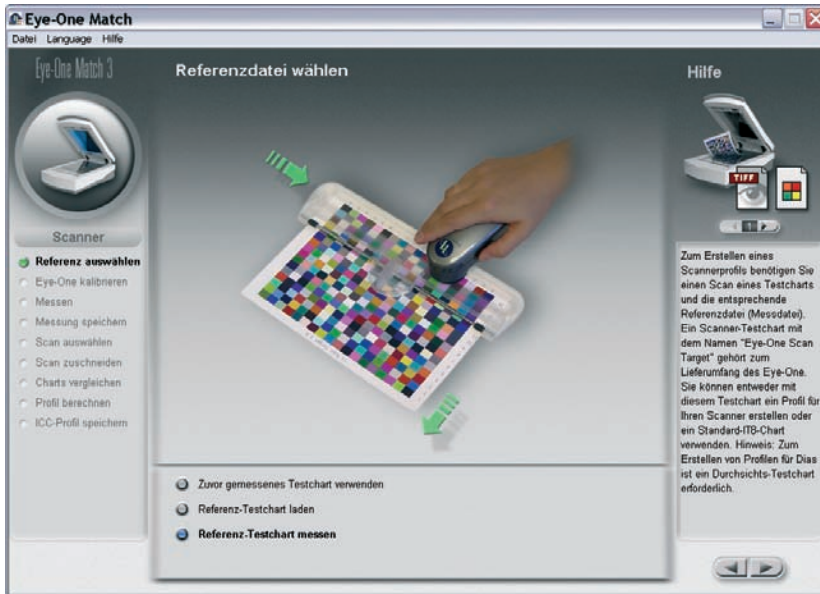 Eye-One Match
Datei Language Hilfe
Eye-One Match 3
Scanner
Referenz auswählen
Eye-One kalibrieren
Messen
Messung speichern
Scan auswählen
Scan zuschneiden
Charts vergleichen
Profil berechnen
ICC-Profil speichern
Referenzdatei wählen
Zuvor gemessenes Testchart verwenden
Referenz-Testchart laden
Referenz-Testchart messen
Hilfe
TIFF
1
Zum Erstellen eines
Scannerprofils benötigen Sie
einen Scan eines Testcharts
und die entsprechende
Referenzdatei (Messdatei).
Ein Scanner-Testchart mit
dem Namen "Eye-One Scan
Target" gehört zum
Lieferumfang des Eye-One.
Sie können entweder mit
diesem Testchart ein Profil für
Ihren Scanner erstellen oder
ein Standard-IT8-Chart
verwenden. Hinweis: Zum
Erstellen von Profilen für Dias
ist ein Durchsichts-Testchart
erforderlich.